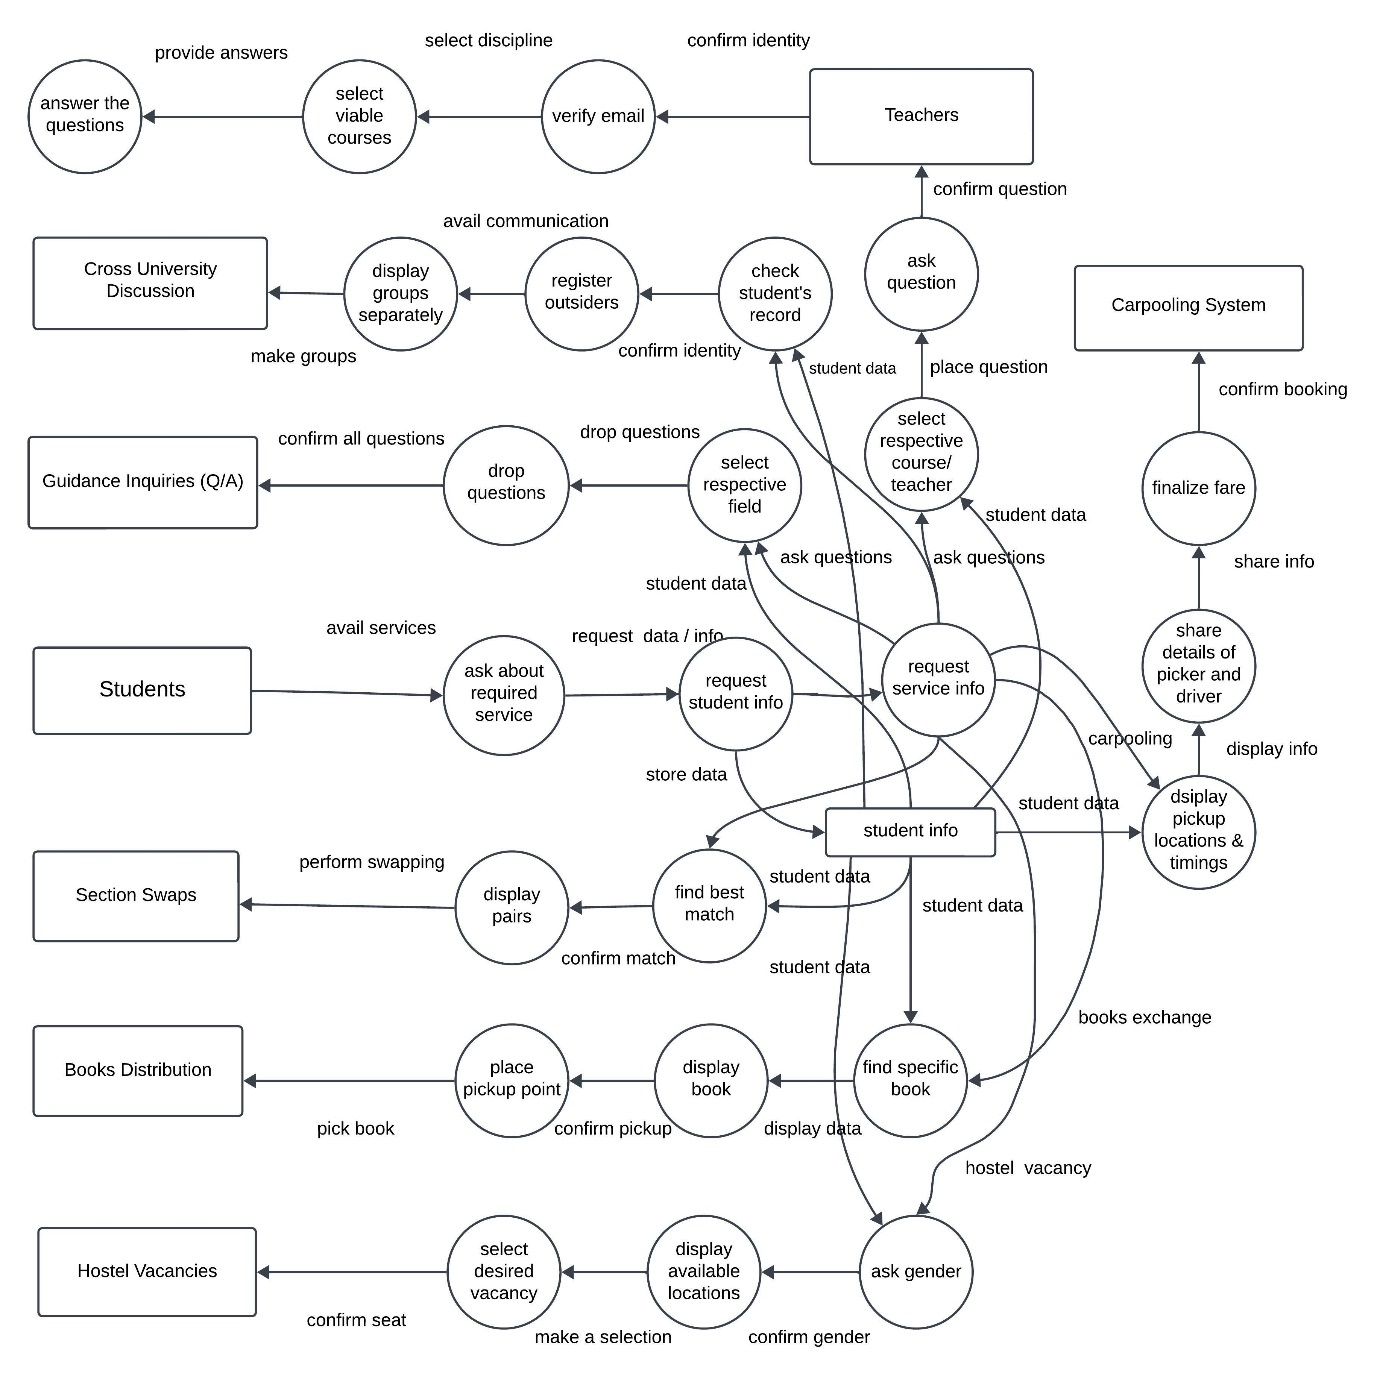 provide answers
select discipline
confirm identity
answer the
questions
select
viable
courses
verify email
Teachers
confirm question
avail communication
Cross University
Discussion
display
groups
separately
register
outsiders
check
student's
record
ask
question
Carpooling System
make groups
confirm identity
student data
place question
confirm booking
Guidance Inquiries (Q/A)
confirm all questions
drop
questions
drop questions
select
respective
field
select
respective
course/
teacher
finalize fare
student data
ask questions
ask questions
student data
share info
avail services
request  data / info
Students
ask about
required
service
request
student info
request
service info
share
details of
picker and
driver
carpooling
display info
store data
student data
student info
dsiplay
pickup
locations &
timings
perform swapping
Section Swaps
display
pairs
find best
match
student data
student data
confirm match
student data
books exchange
Books Distribution
place
pickup point
display
book
find specific
book
pick book
confirm pickup
display data
hostel  vacancy
Hostel Vacancies
select
desired
vacancy
display
available
locations
ask gender
confirm seat
make a selection
confirm gender